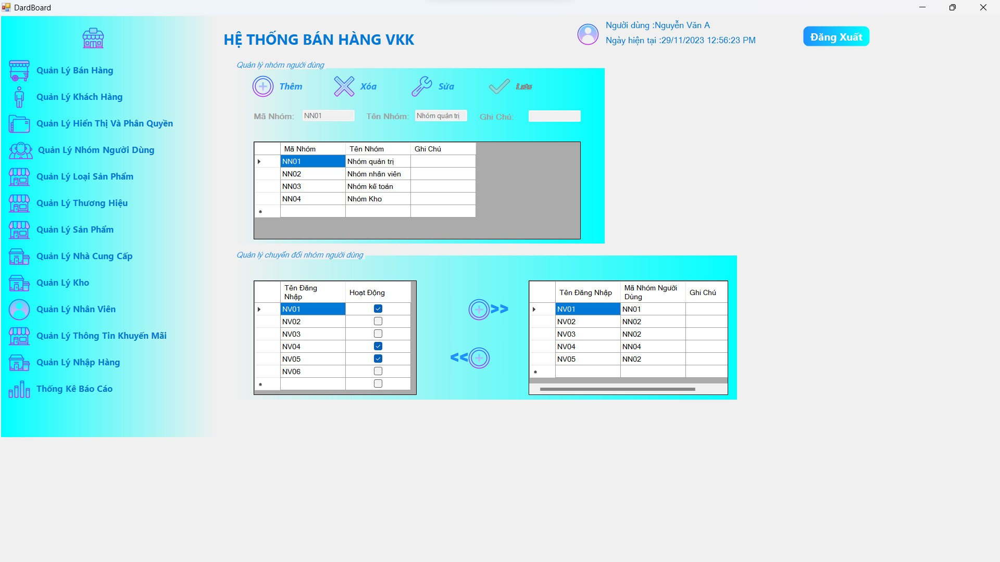 DardBoard
HỆ THỐNG BÁN HÀNG VKK
Người dùng :Nguyễn Văn A
Ngày hiện tại :29/11/2023 12:56:23 PM
Đăng Xuất
Quản Lý Bán Hàng
Quản Lý Khách Hàng
Quản Lý Hiển Thị Và Phân Quyền
Quản Lý Nhóm Người Dùng
Quản Lý Loại Sản Phẩm
Quản Lý Thương Hiệu
Quản Lý Sản Phẩm
Quản Lý Nhà Cung Cấp
Quản Lý Kho
Quản Lý Nhân Viên
Quản Lý Thông Tin Khuyến Mãi
Quản Lý Nhập Hàng
Thống Kê Báo Cáo
Quản lý nhóm người dùng
Thêm Xóa Sửa Lưu
Mã Nhóm: NN01 Tên Nhóm: Nhóm quản trị Ghi Chú:
Mã Nhóm Tên Nhóm Ghi Chú
NN01 Nhóm quản trị
NN02 Nhóm nhân viên
NN03 Nhóm kế toán
NN04 Nhóm Kho
*
Quản lý chuyển đổi nhóm người dùng
Tên Đăng
Nhập Hoạt Động
NV01
NV02
NV03
NV04
NV05
NV06
*
>>
<<
Tên Đăng Nhập Mã Nhóm Người
Dùng Ghi Chú
NV01 NN01
NV02 NN02
NV03 NN02
NV04 NN04
NV05 NN02
*